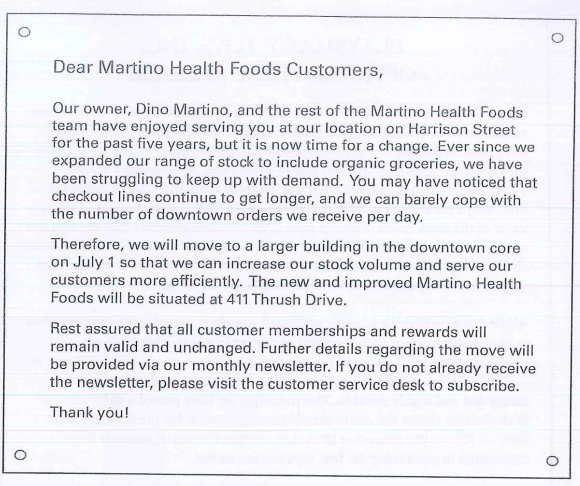 Dear Martino Health Foods Customers,
Our owner, Dino Martino, and the rest of the Martino Health Foods
team have enjoyed serving you at our location on Harrison Street
for the past five years, but it is now time for a change. Ever since we
expanded our range of stock to include organic groceries, we have
been struggling to keep up with demand. You may have noticed that
checkout lines continue to get longer, and we can barely cope with
the number of downtown orders we receive per day.
Therefore, we will move to a larger building in the downtown core
on July 1 so that we can increase our stock volume and serve our
customers more efficiently. The new and improved Martino Health
Foods will be situated at 411 Thrush Drive.
Rest assured that all customer memberships and rewards will
remain valid and unchanged. Further details regarding the move will
be provided via our monthly newsletter. If you do not already receive
the newsletter, please visit the customer service desk to subscribe.
Thank you!